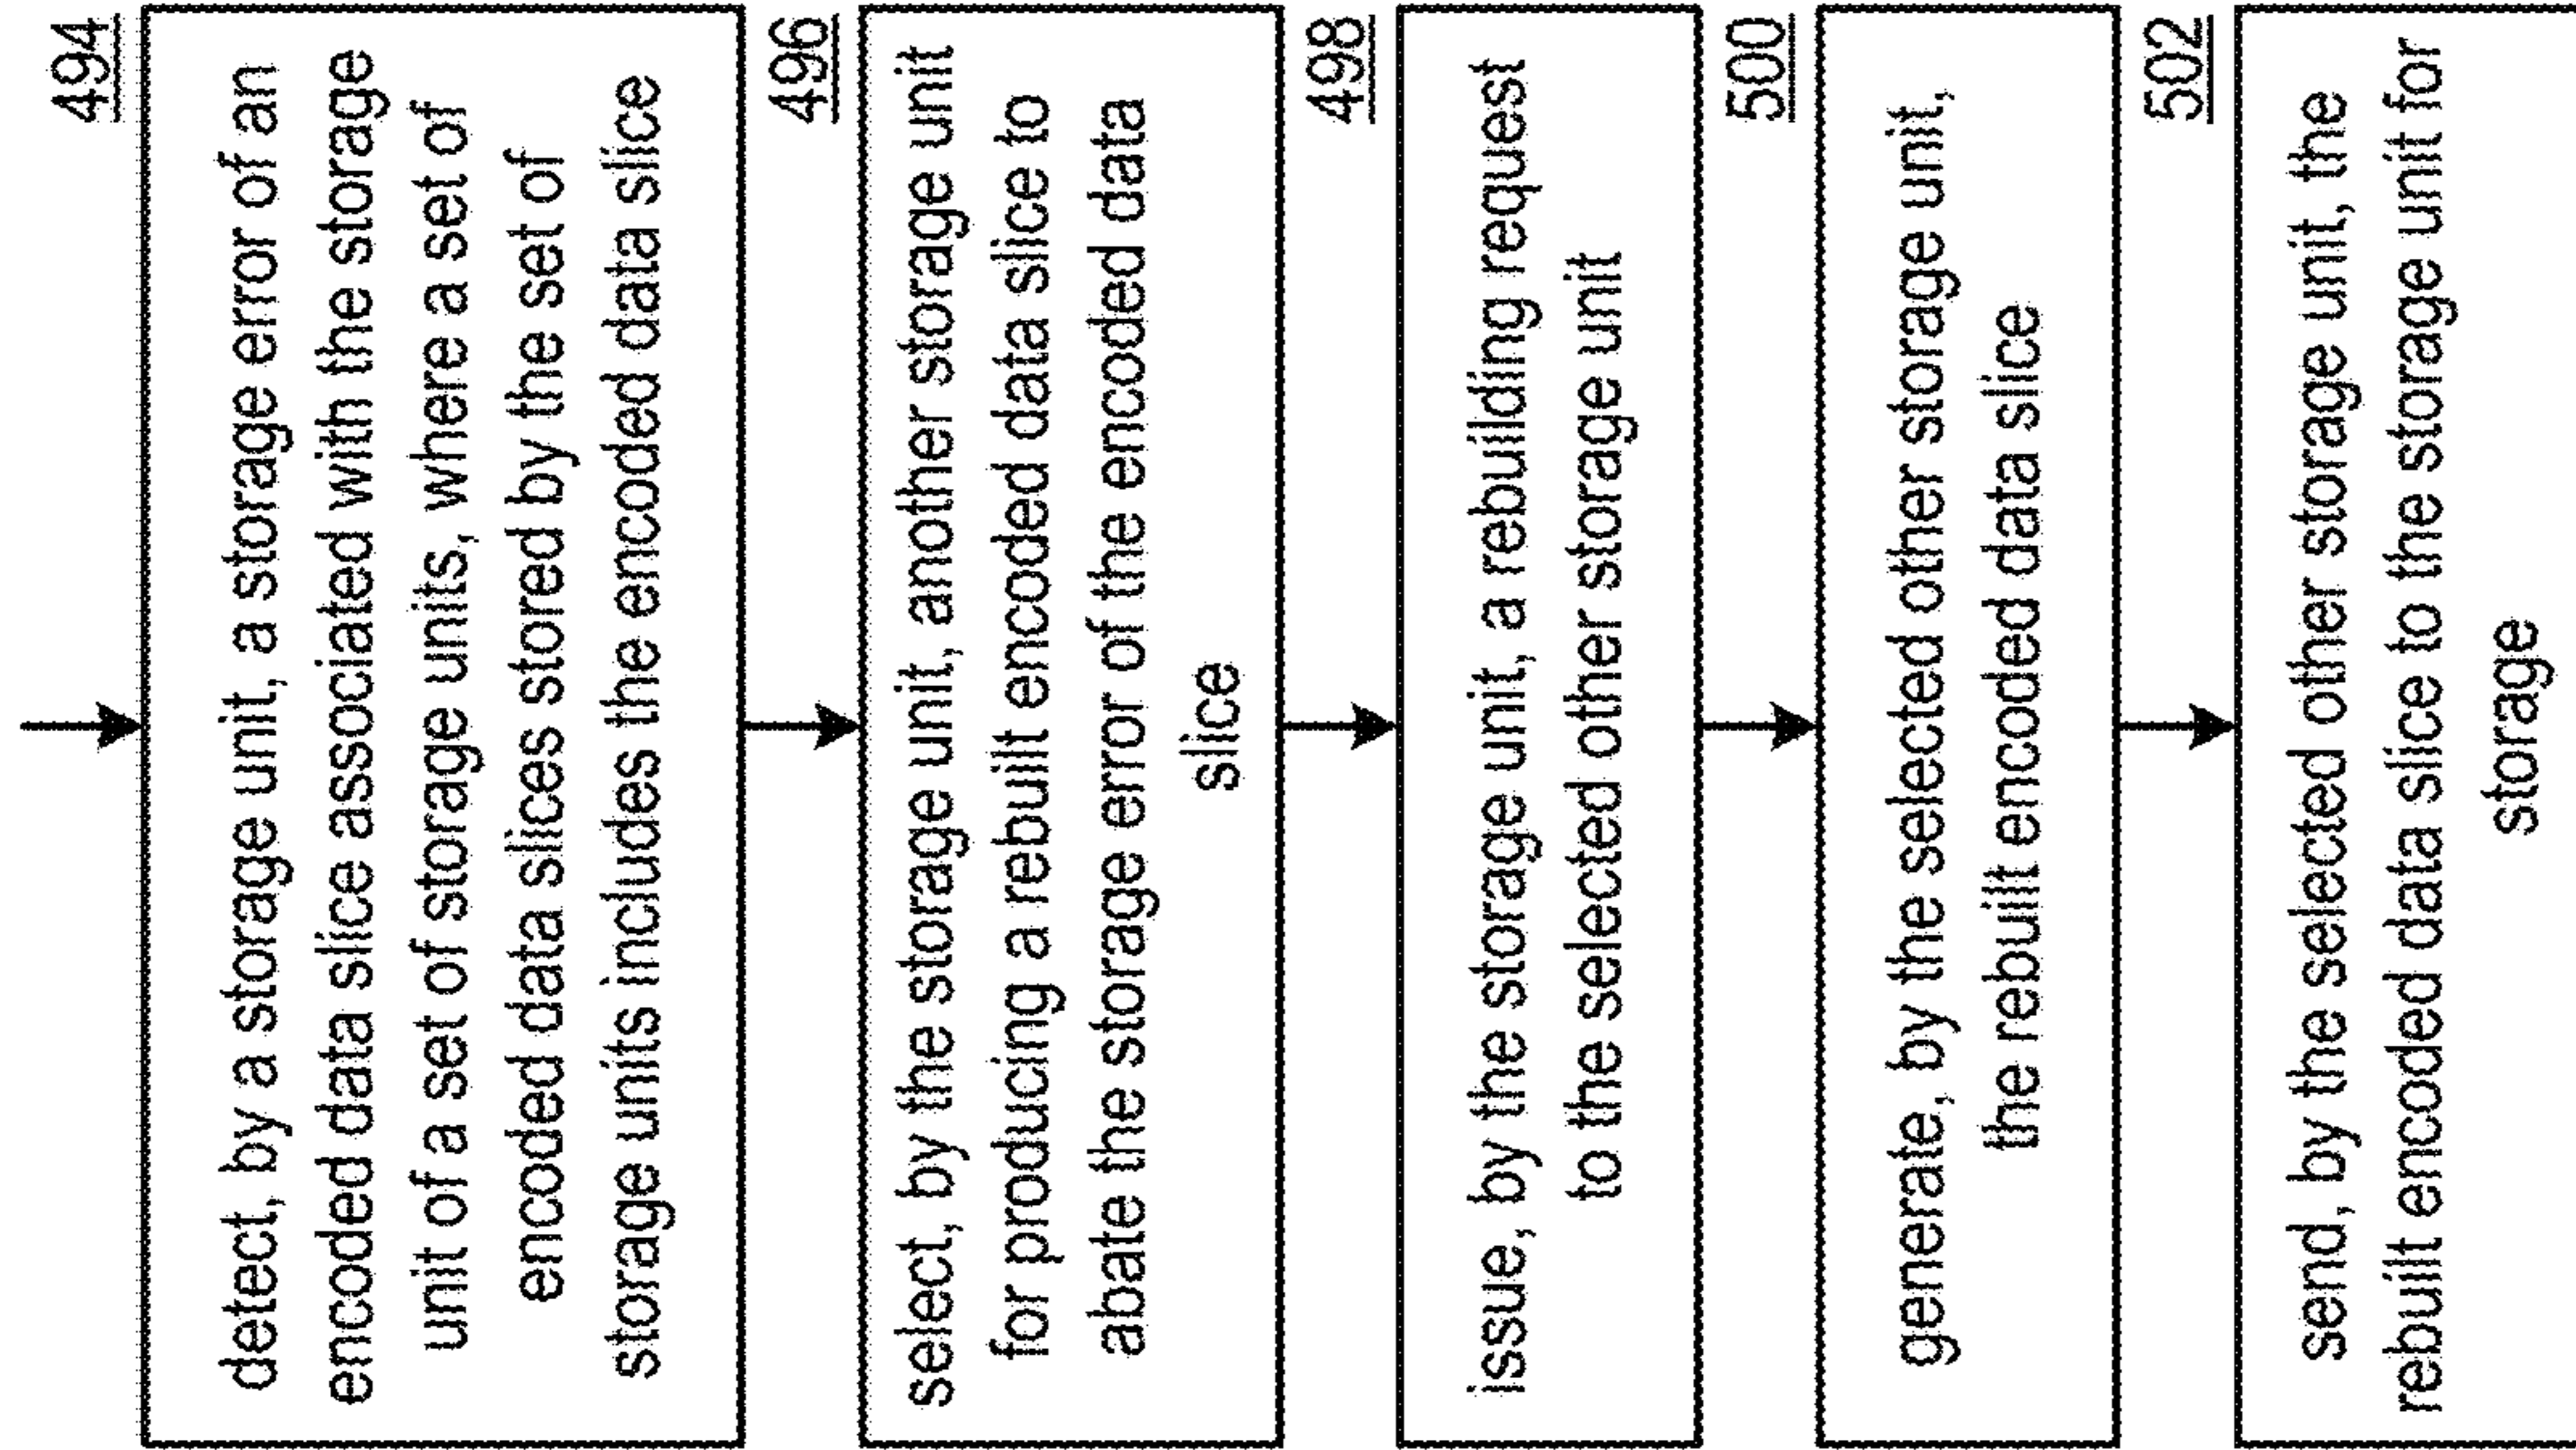 494
detect, by a storage unit, a storage error of an
encoded data slice associated with the storage
unit of a set of storage units, where a set of
encoded data slices stored by the set of
storage units includes the encoded data slice
496
select, by the storage unit, another storage unit
for producing a rebuilt encoded data slice to
abate the storage error of the encoded data
slice
498
issue, by the storage unit, a rebuilding request
to the selected other storage unit
500
generate, by the selected other storage unit,
the rebuilt encoded data slice
502
send, by the selected other storage unit, the
rebuilt encoded data slice to the storage unit for
storage